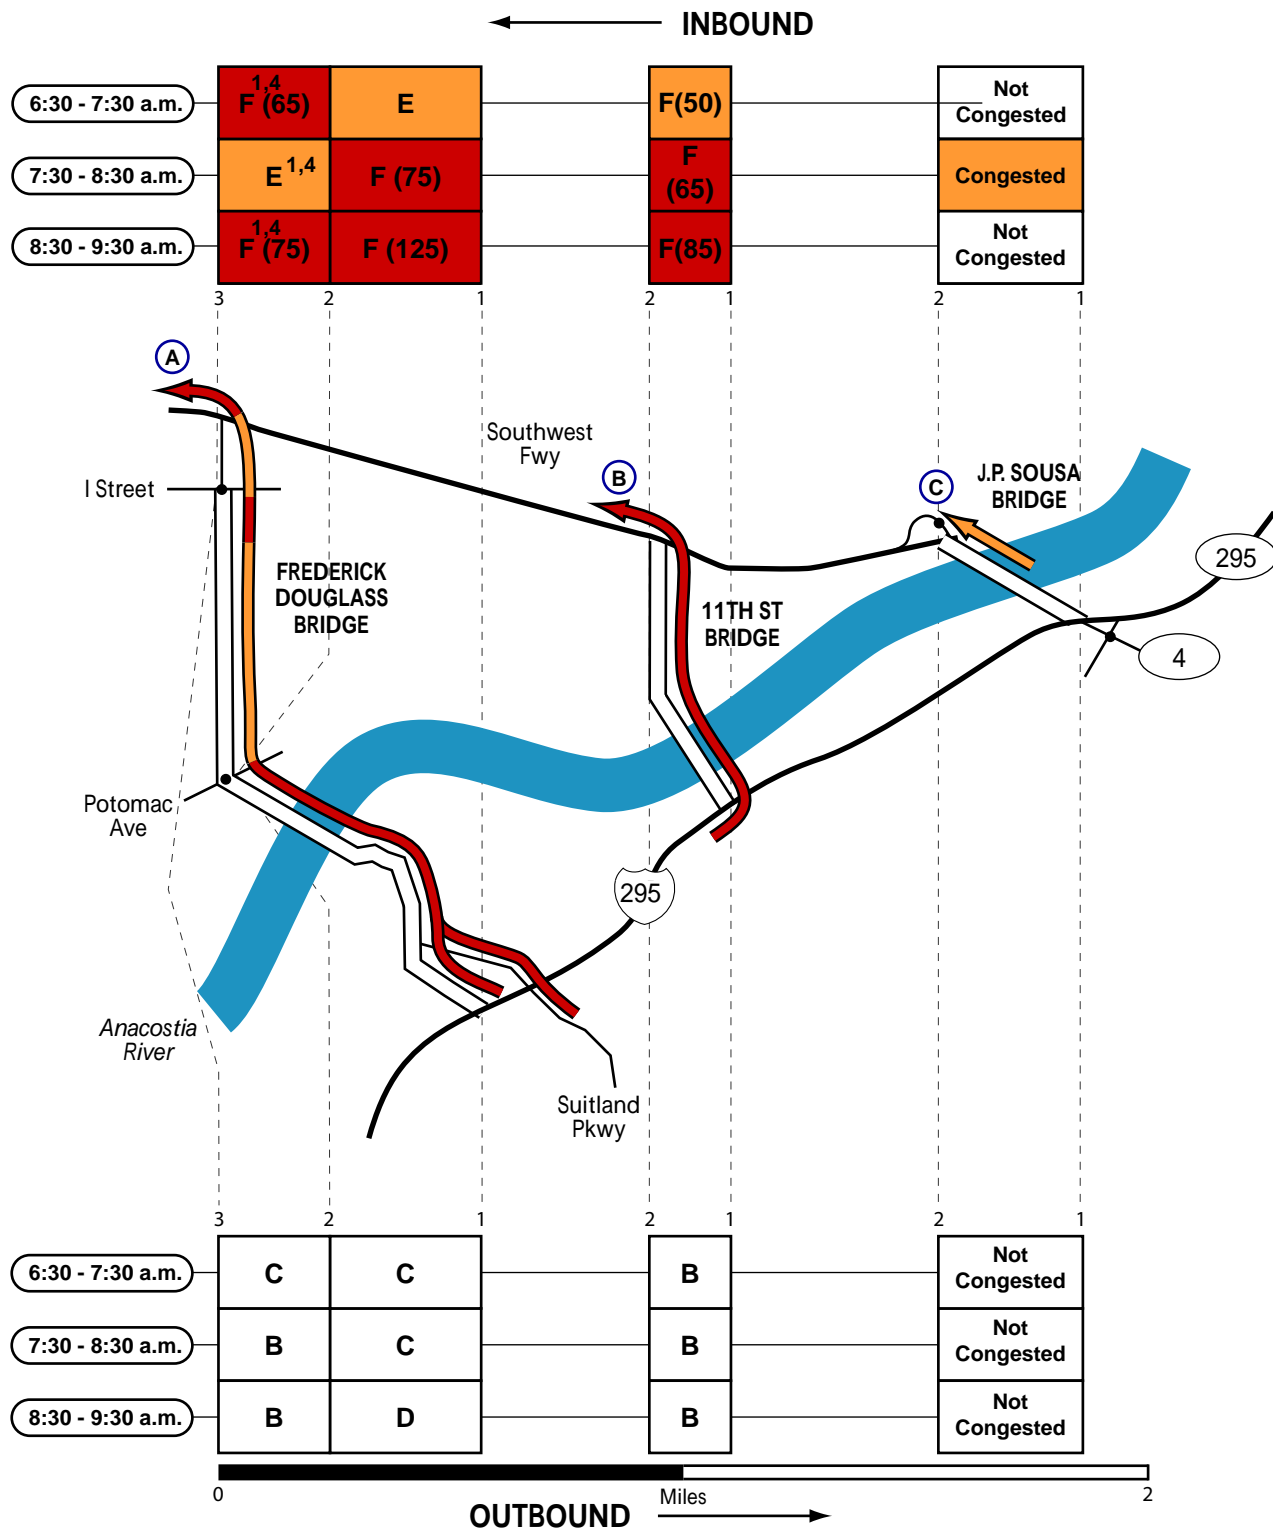 INBOUND
6:30 - 7:30 a.m.
1,4
F (65)
E
F(50)
Not
Congested
7:30 - 8:30 a.m.
E 1,4
F (75)
F
(65)
Congested
8:30 - 9:30 a.m.
1,4
F (75)
F (125)
F(85)
Not
Congested
3 2 1 2 1 2 1
A
Southwest
Fwy
B
C
J.P. SOUSA
BRIDGE
I Street
295
FREDERICK
DOUGLASS
BRIDGE
11TH ST
BRIDGE
4
Potomac
Ave
295
Anacostia
River
Suitland
Pkwy
3 2 1 2 1 2 1
6:30 - 7:30 a.m.
C
C
B
Not
Congested
7:30 - 8:30 a.m.
B
C
B
Not
Congested
8:30 - 9:30 a.m.
B
D
B
Not
Congested
0 Miles 2
OUTBOUND